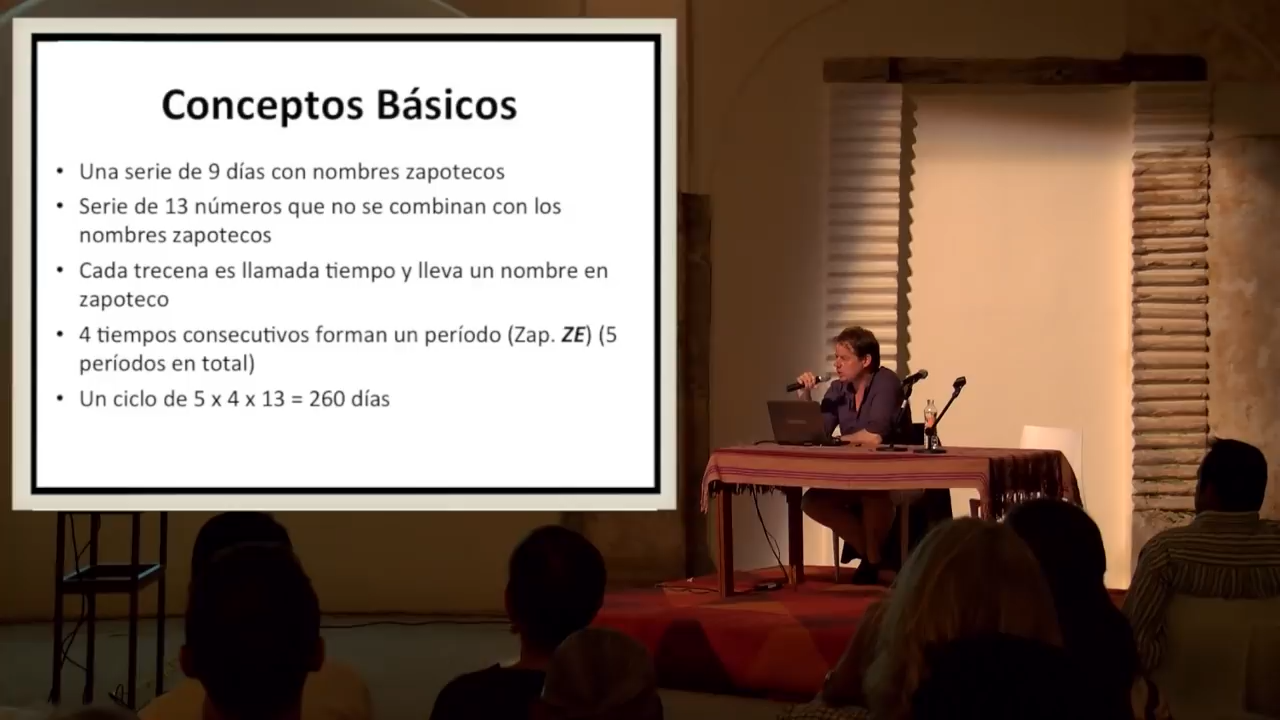 Conceptos Básicos
• Una serie de 9 días con nombres zapotecos
• Serie de 13 números que no se combinan con los
nombres zapotecos
• Cada trecena es llamada tiempo y lleva un nombre en
zapoteco
• 4 tiempos consecutivos forman un período (Zap. ZE) (5
períodos en total)
• Un ciclo de 5 x 4 x 13 = 260 días